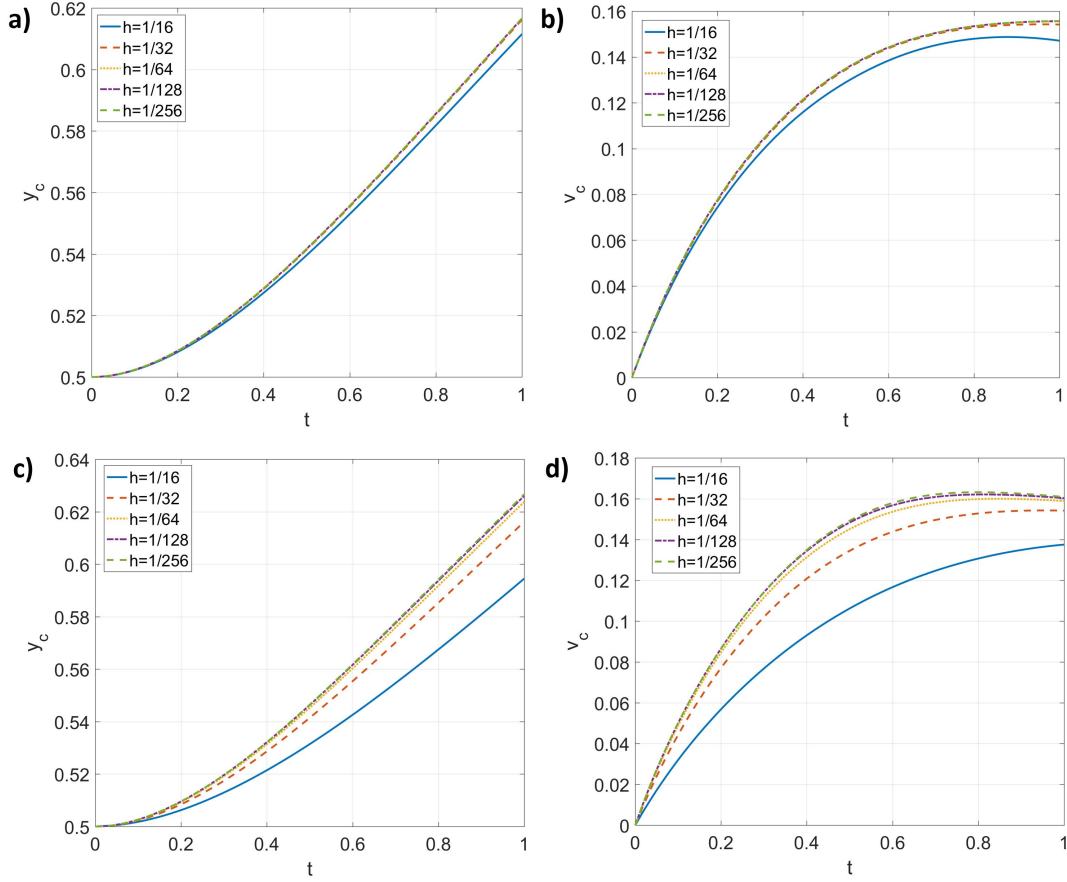 a)
0.62
0.6
0.58
0.56
0.54
0.52
0.5
y_c
h=1/16
h=1/32
h=1/64
h=1/128
h=1/256
0 0.2 0.4 0.6 0.8 1
t
b)
0.16
0.14
0.12
0.1
0.08
0.06
0.04
0.02
0
v_c
h=1/16
h=1/32
h=1/64
h=1/128
h=1/256
0 0.2 0.4 0.6 0.8 1
t
c)
0.64
0.62
0.6
0.58
0.56
0.54
0.52
0.5
y_c
h=1/16
h=1/32
h=1/64
h=1/128
h=1/256
0 0.2 0.4 0.6 0.8 1
t
d)
0.18
0.16
0.14
0.12
0.1
0.08
0.06
0.04
0.02
0
v_c
h=1/16
h=1/32
h=1/64
h=1/128
h=1/256
0 0.2 0.4 0.6 0.8 1
t